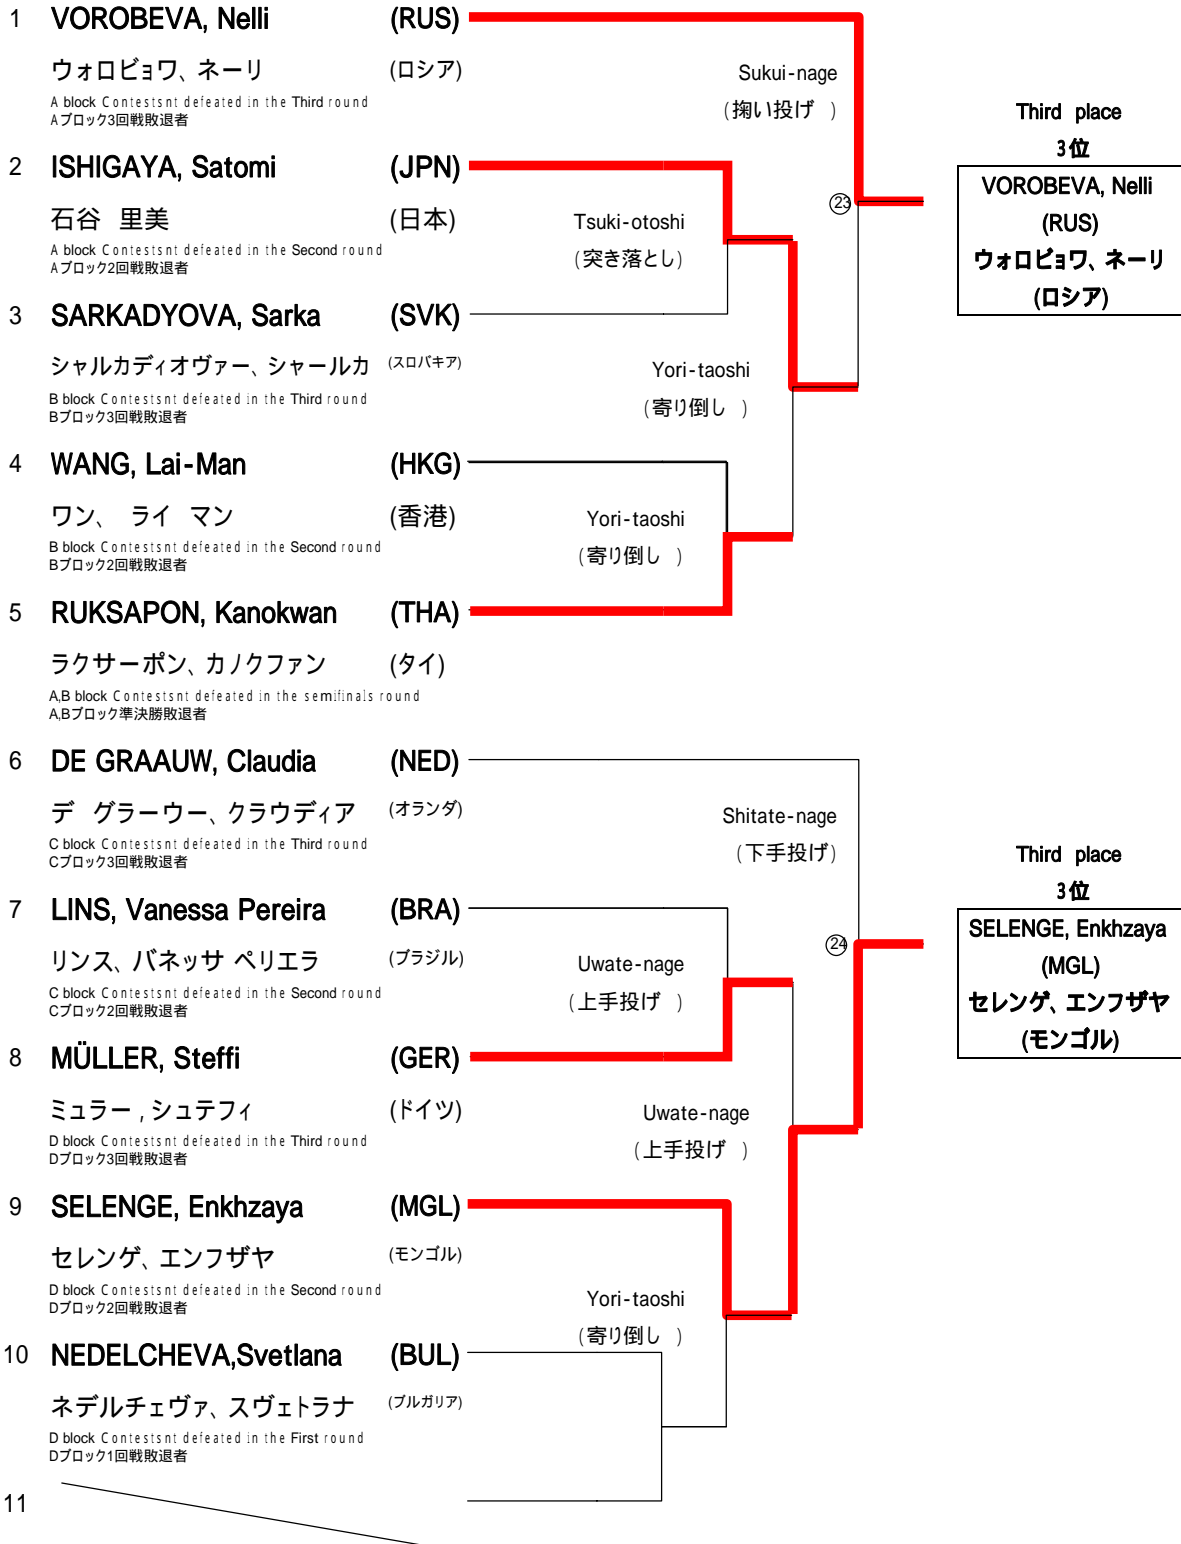 1 VOROBEVA, Nelli (RUS)
ウォロビョワ、ネーリ (ロシア)
A block Contestsnt defeated in the Third round
Aブロック3回戦敗退者
Sukui-nage
(掬い投げ )
Third place
3位
VOROBEVA, Nelli
(RUS)
ウォロビョワ、ネーリ
(ロシア)
23
2 ISHIGAYA, Satomi (JPN)
石谷 里美 (日本)
A block Contestsnt defeated in the Second round
Aブロック2回戦敗退者
Tsuki-otoshi
(突き落とし)
3 SARKADYOVA, Sarka (SVK)
シャルカディオヴァー、シャールカ (スロバキア)
B block Contestsnt defeated in the Third round
Bブロック3回戦敗退者
Yori-taoshi
(寄り倒し )
4 WANG, Lai-Man (HKG)
ワン、 ライ マン (香港)
B block Contestsnt defeated in the Second round
Bブロック2回戦敗退者
Yori-taoshi
(寄り倒し )
5 RUKSAPON, Kanokwan (THA)
ラクサーポン、カノクファン (タイ)
A,B block Contestsnt defeated in the semifinals round
A,Bブロック準決勝敗退者
6 DE GRAAUW, Claudia (NED)
デ グラーウー、クラウディア (オランダ)
C block Contestsnt defeated in the Third round
Cブロック3回戦敗退者
Shitate-nage
(下手投げ)
Third place
3位
SELENGE, Enkhzaya
(MGL)
セレンゲ、エンフザヤ
(モンゴル)
24
7 LINS, Vanessa Pereira (BRA)
リンス、バネッサ ペリエラ (ブラジル)
C block Contestsnt defeated in the Second round
Cブロック2回戦敗退者
Uwate-nage
(上手投げ )
8 MÜLLER, Steffi (GER)
ミュラー , シュテフィ (ドイツ)
D block Contestsnt defeated in the Third round
Dブロック3回戦敗退者
Uwate-nage
(上手投げ )
9 SELENGE, Enkhzaya (MGL)
セレンゲ、エンフザヤ (モンゴル)
D block Contestsnt defeated in the Second round
Dブロック2回戦敗退者
Yori-taoshi
(寄り倒し )
10 NEDELCHEVA,Svetlana (BUL)
ネデルチェヴァ、スヴェトラナ (ブルガリア)
D block Contestsnt defeated in the First round
Dブロック1回戦敗退者
11